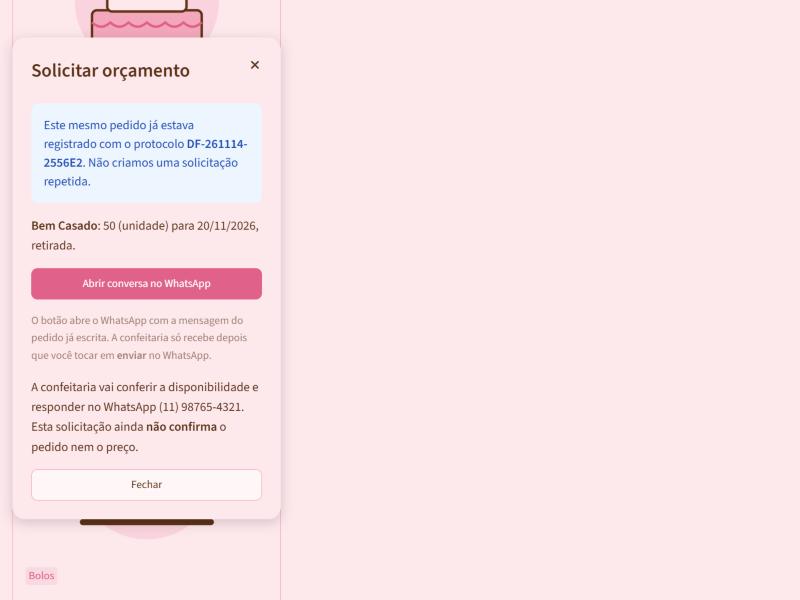 Solicitar orçamento
×
Este mesmo pedido já estava
registrado com o protocolo DF-261114-
2556E2. Não criamos uma solicitação
repetida.
Bem Casado: 50 (unidade) para 20/11/2026,
retirada.
Abrir conversa no WhatsApp
O botão abre o WhatsApp com a mensagem do
pedido já escrita. A confeitaria só recebe depois
que você tocar em enviar no WhatsApp.
A confeitaria vai conferir a disponibilidade e
responder no WhatsApp (11) 98765-4321.
Esta solicitação ainda não confirma o
pedido nem o preço.
Fechar
Bolos